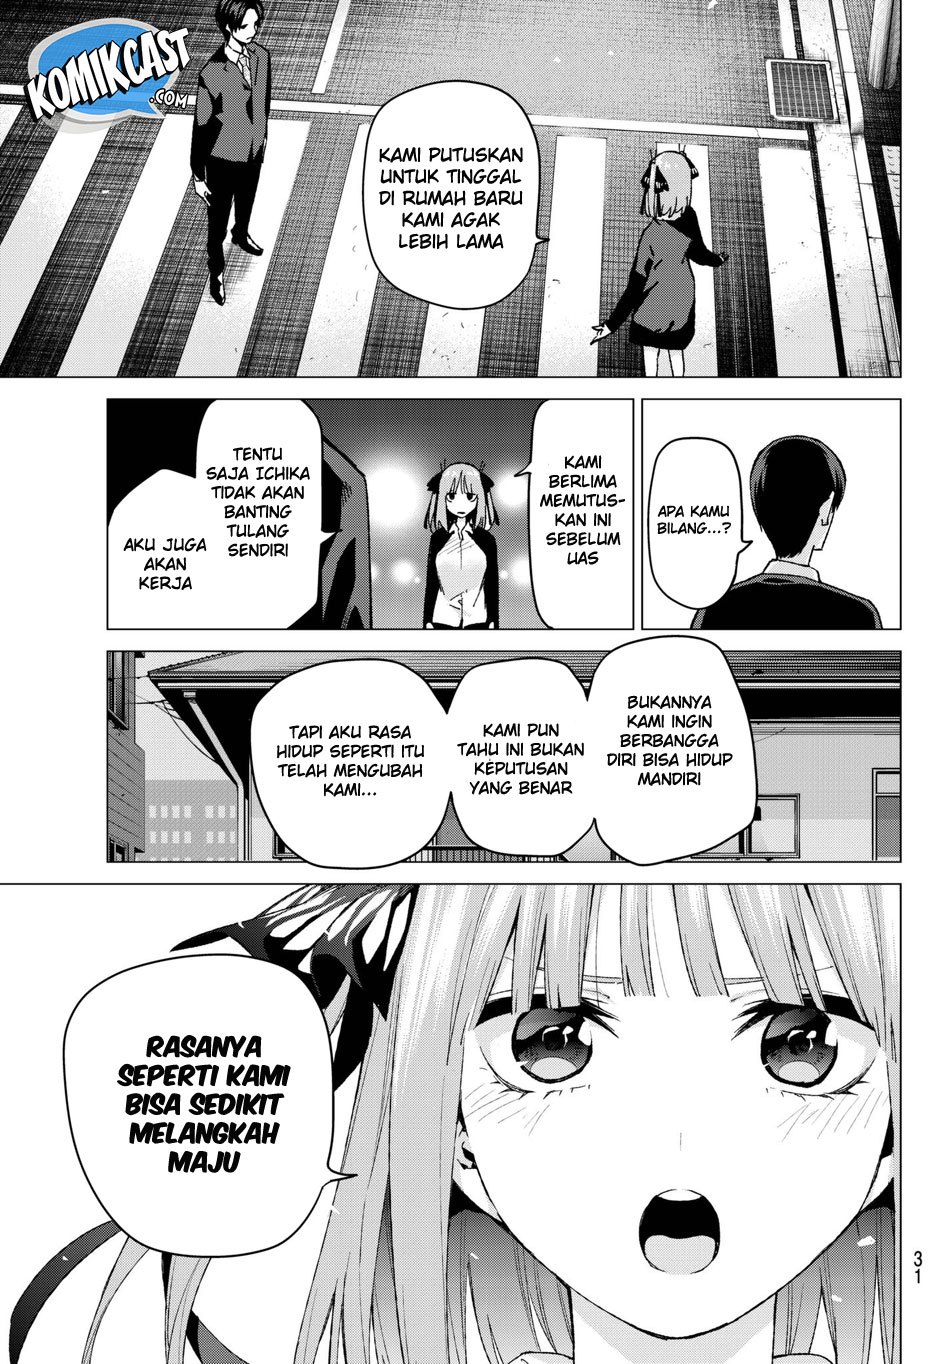 KOMIKCAST
.COM
KAMI PUTUSKAN
UNTUK TINGGAL
DI RUMAH BARU
KAMI AGAK
LEBIH LAMA
APA KAMU
BILANG...?
KAMI
BERLIMA
MEMUTUS-
KAN INI
SEBELUM
UAS
TENTU
SAJA ICHIKA
TIDAK AKAN
BANTING
TULANG
SENDIRI
AKU JUGA
AKAN
KERJA
BUKANNYA
KAMI INGIN
BERBANGGA
DIRI BISA HIDUP
MANDIRI
KAMI PUN
TAHU INI BUKAN
KEPUTUSAN
YANG BENAR
TAPI AKU RASA
HIDUP SEPERTI ITU
TELAH MENGUBAH
KAMI...
RASANYA
SEPERTI KAMI
BISA SEDIKIT
MELANGKAH
MAJU
31